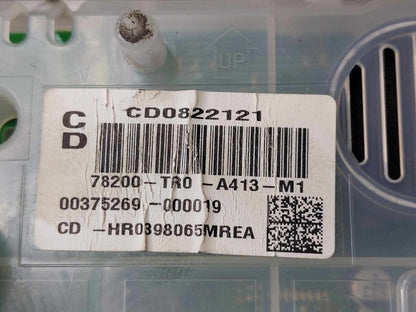 UP
C
D
CD0822121
78200-TR0-A413-M1
00375269-000019
CD -HR0398065MREA